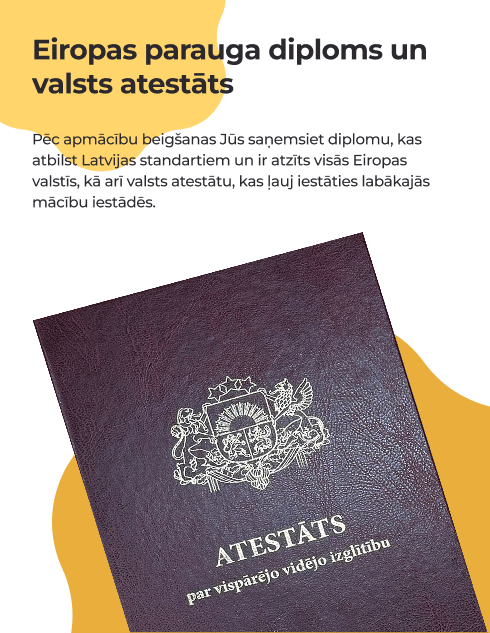 Eiropas parauga diploms un
valsts atestāts
Pēc apmācību beigšanas Jūs saņemsiet diplomu, kas
atbilst Latvijas standartiem un ir atzīts visās Eiropas
valstīs, kā arī valsts atestātu, kas ļauj iestāties labākajās
mācību iestādēs.
ATESTĀTS
par vispārējo vidējo izglītību